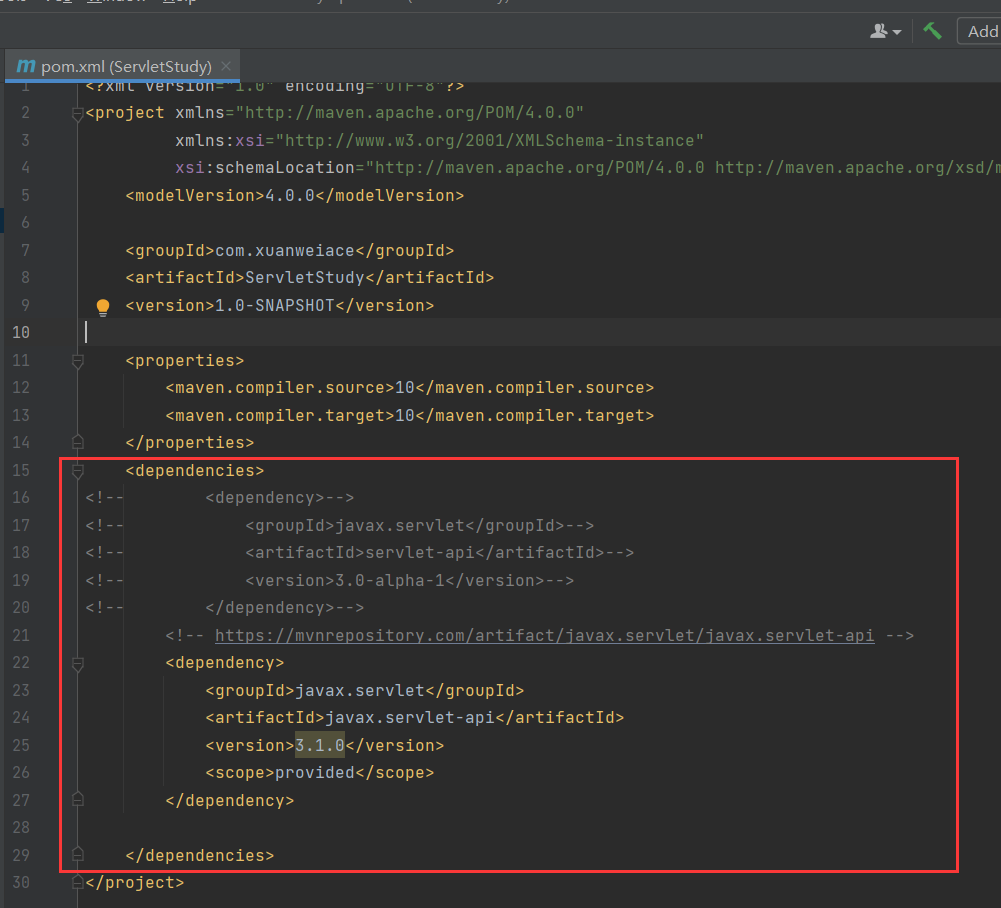 Window Help
Add
pom.xml (ServletStudy)
1 <?xml version="1.0" encoding="UTF-8"?>
2 <project xmlns="http://maven.apache.org/POM/4.0.0"
3 xmlns:xsi="http://www.w3.org/2001/XMLSchema-instance"
4 xsi:schemaLocation="http://maven.apache.org/POM/4.0.0 http://maven.apache.org/xsd/m
5 <modelVersion>4.0.0</modelVersion>
6
7 <groupId>com.xuanweiace</groupId>
8 <artifactId>ServletStudy</artifactId>
9 <version>1.0-SNAPSHOT</version>
10
11 <properties>
12 <maven.compiler.source>10</maven.compiler.source>
13 <maven.compiler.target>10</maven.compiler.target>
14 </properties>
15 <dependencies>
16 <!-- <dependency>-->
17 <!-- <groupId>javax.servlet</groupId>-->
18 <!-- <artifactId>servlet-api</artifactId>-->
19 <!-- <version>3.0-alpha-1</version>-->
20 <!-- </dependency>-->
21 <!-- https://mvnrepository.com/artifact/javax.servlet/javax.servlet-api -->
22 <dependency>
23 <groupId>javax.servlet</groupId>
24 <artifactId>javax.servlet-api</artifactId>
25 <version>3.1.0</version>
26 <scope>provided</scope>
27 </dependency>
28
29 </dependencies>
30 </project>